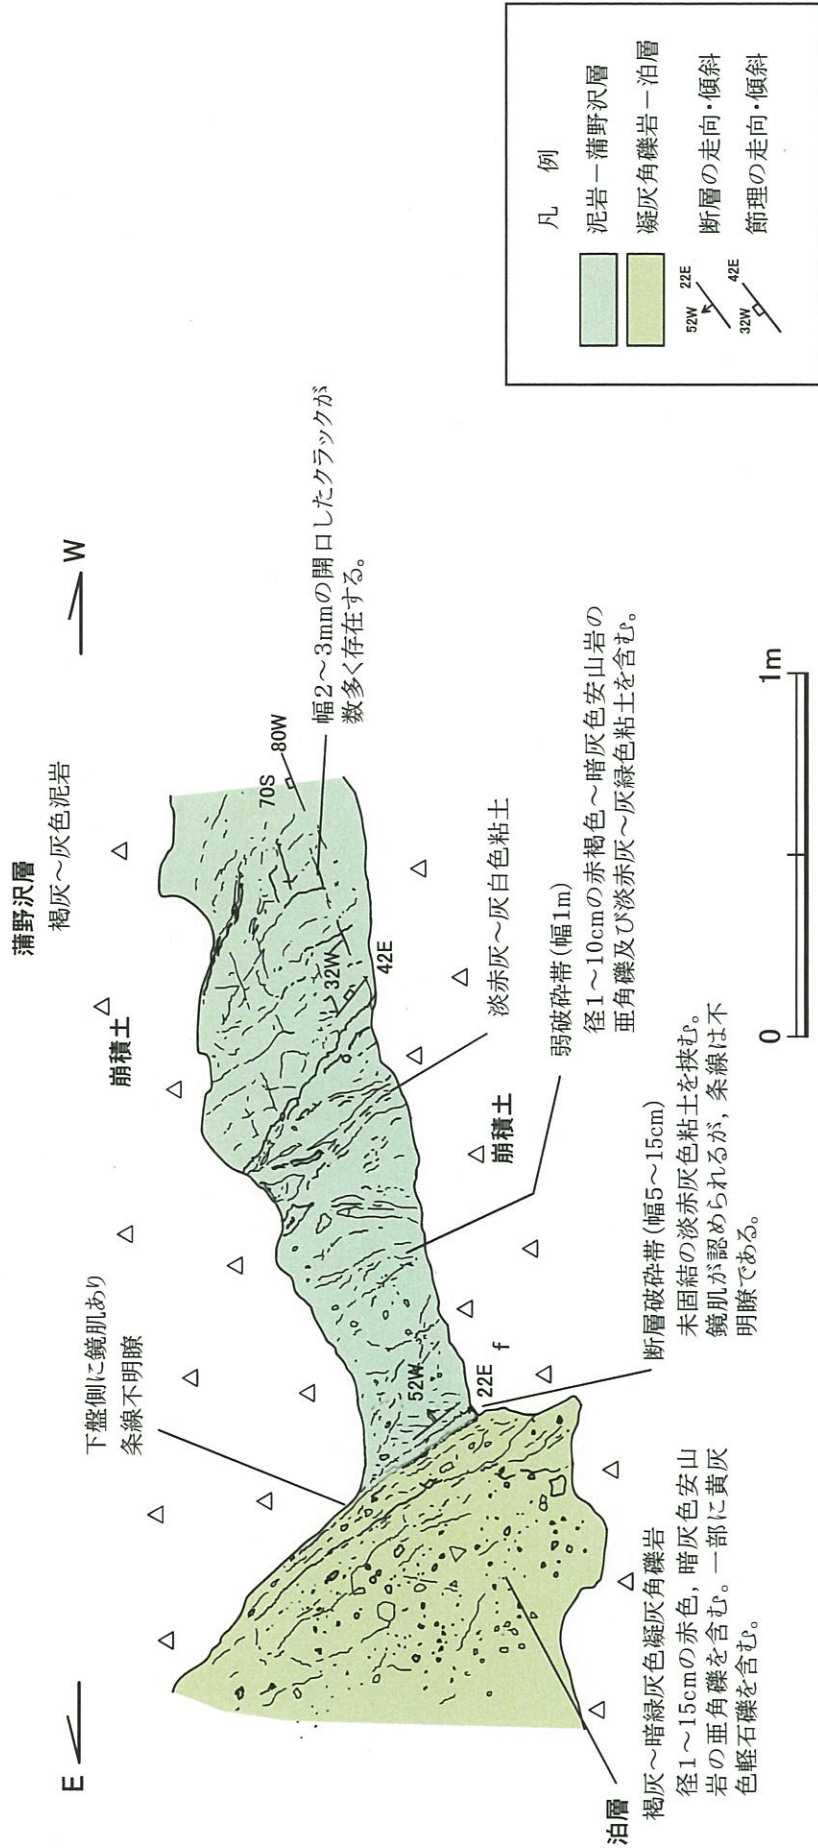 E
W
蒲野沢層
褐灰～灰色泥岩
崩積土
下盤側に鏡肌あり
条線不明瞭
70S
80W
幅2～3mmの開口したクラックが
数多く存在する。
32W
42E
淡赤灰～灰白色粘土
弱破砕帯(幅1m)
径1～10cmの赤褐色～暗灰色安山岩の
亜角礫及び淡赤灰～灰緑色粘土を含む。
崩積土
52W
22E
f
断層破砕帯(幅5～15cm)
未固結の淡赤灰色粘土を挟む。
鏡肌が認められるが，条線は不
明瞭である。
泊層
褐灰～暗緑灰色凝灰角礫岩
径1～15cmの赤色，暗灰色安山
岩の亜角礫を含む。一部に黄灰
色軽石礫を含む。
0
1m
凡 例
泥岩－蒲野沢層
凝灰角礫岩－泊層
52W
22E
断層の走向・傾斜
32W
42E
節理の走向・傾斜